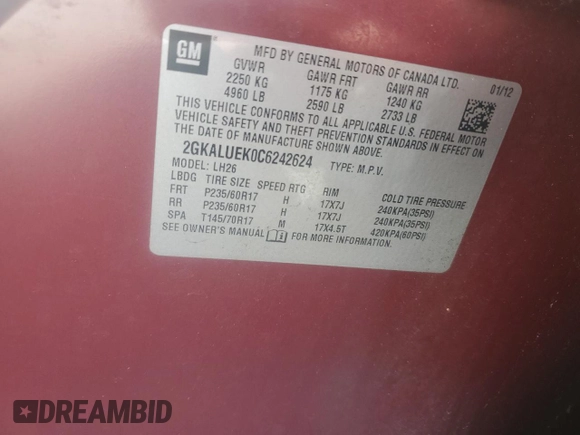 GM
MFD BY GENERAL MOTORS OF CANADA LTD. 01/12
GVWR GAWR FRT GAWR RR
2250 KG 1175 KG 1240 KG
4960 LB 2590 LB 2733 LB
THIS VEHICLE CONFORMS TO ALL APPLICABLE U.S. FEDERAL MOTOR
VEHICLE SAFETY AND THEFT PREVENTION STANDARDS IN EFFECT ON
THE DATE OF MANUFACTURE SHOWN ABOVE.
2GKALUEK0C6242624 TYPE: M.P.V.
MODEL: LH26
LBDG TIRE SIZE SPEED RTG RIM COLD TIRE PRESSURE
FRT P235/60R17 H 17X7J 240KPA(35PSI)
RR P235/60R17 H 17X7J 240KPA(35PSI)
SPA T145/70R17 M 17X4.5T 420KPA(60PSI)
SEE OWNER'S MANUAL FOR MORE INFORMATION.
DREAMBID